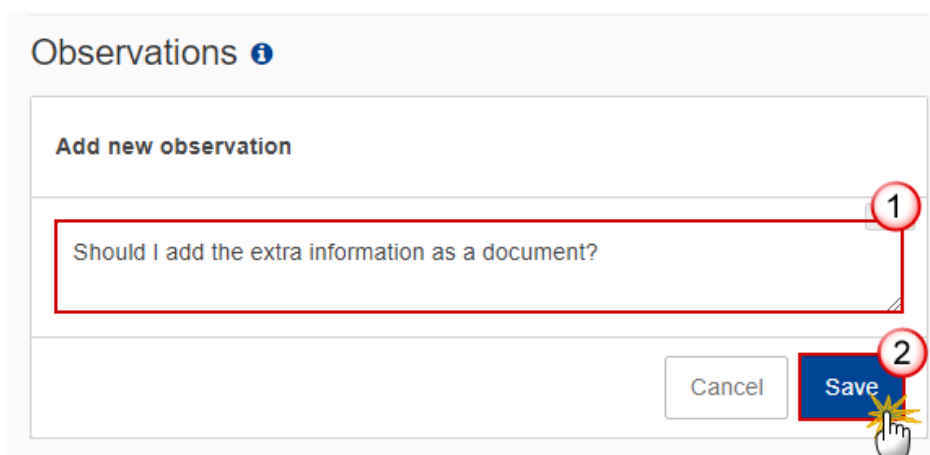 Observations
Add new observation
1
Should I add the extra information as a document?
2
Cancel
Save